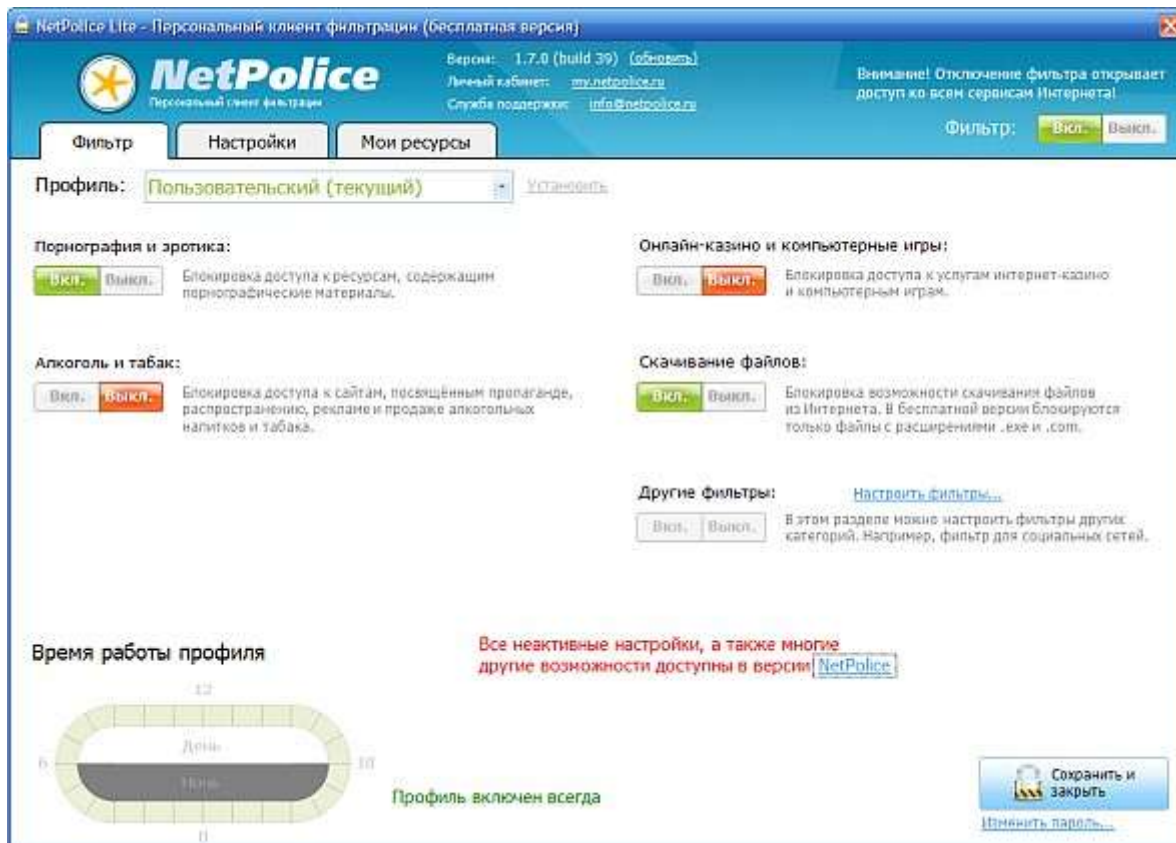 NetPolice Lite - Персональный клиент фильтрации (бесплатная версия)
NetPolice
Персональный клиент фильтрации
Версия: 1.7.0 (build 39) (обновить)
Личный кабинет: my.netpolice.ru
Служба поддержки: info@netpolice.ru
Внимание! Отключение фильтра открывает
доступ ко всем сервисам Интернета!
Фильтр: Вкл. Выкл.
Фильтр Настройки Мои ресурсы
Профиль: Пользовательский (текущий) Установить
Порнография и эротика:
Вкл. Выкл.
Блокировка доступа к ресурсам, содержащим
порнографические материалы.
Онлайн-казино и компьютерные игры:
Вкл. Выкл.
Блокировка доступа к услугам интернет-казино
и компьютерным играм.
Алкоголь и табак:
Вкл. Выкл.
Блокировка доступа к сайтам, посвящённым пропаганде,
распространению, рекламе и продаже алкогольных
напитков и табака.
Скачивание файлов:
Вкл. Выкл.
Блокировка возможности скачивания файлов
из Интернета. В бесплатной версии блокируются
только файлы с расширениями .exe и .com.
Другие фильтры: Настроить фильтры...
Вкл. Выкл.
В этом разделе можно настроить фильтры других
категорий. Например, фильтр для социальных сетей.
Время работы профиля
Все неактивные настройки, а также многие
другие возможности доступны в версии NetPolice
12
День
6 18
Ночь
0
Профиль включен всегда
Сохранить и
закрыть
Изменить пароль...